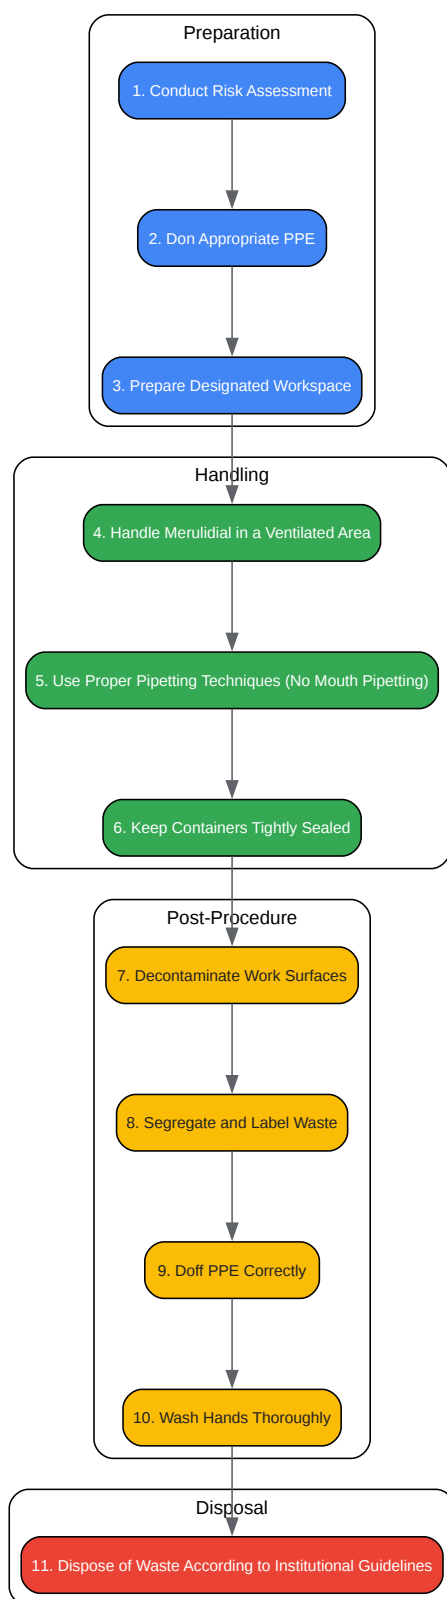 Preparation
1. Conduct Risk Assessment
2. Don Appropriate PPE
3. Prepare Designated Workspace
Handling
4. Handle Merulidial in a Ventilated Area
5. Use Proper Pipetting Techniques (No Mouth Pipetting)
6. Keep Containers Tightly Sealed
Post-Procedure
7. Decontaminate Work Surfaces
8. Segregate and Label Waste
9. Doff PPE Correctly
10. Wash Hands Thoroughly
Disposal
11. Dispose of Waste According to Institutional Guidelines